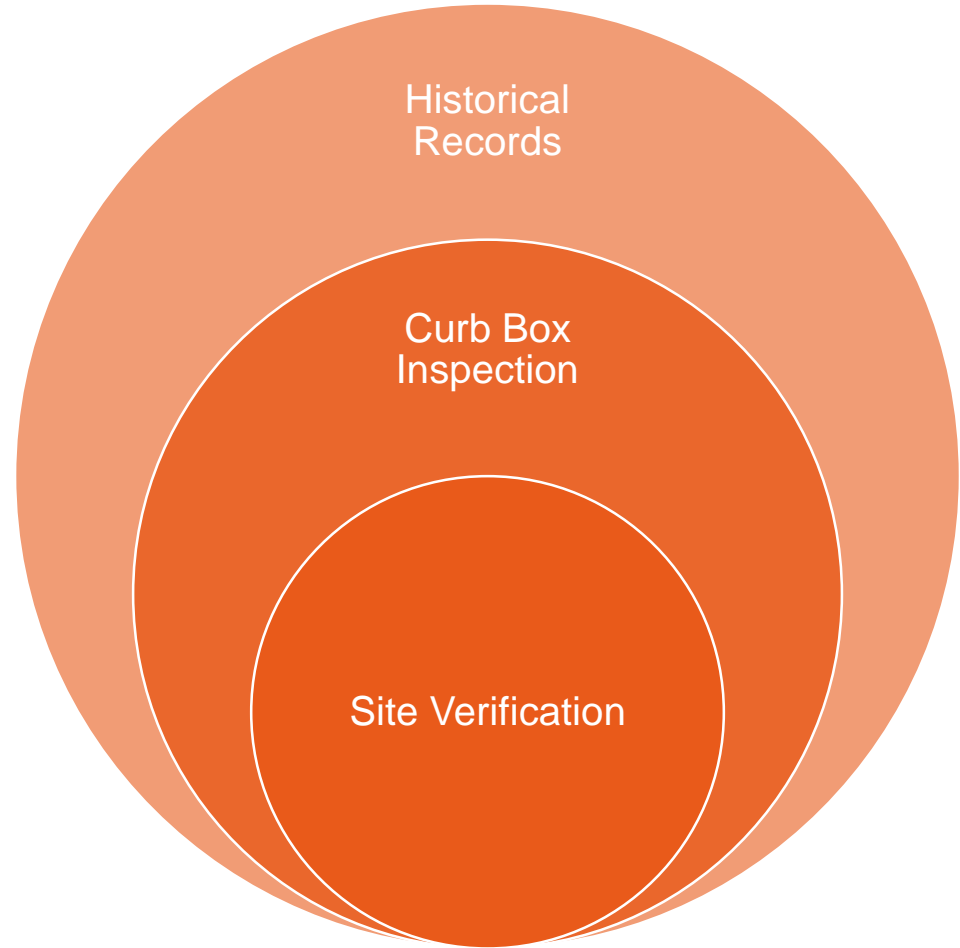 Historical
Records
Curb Box
Inspection
Site Verification